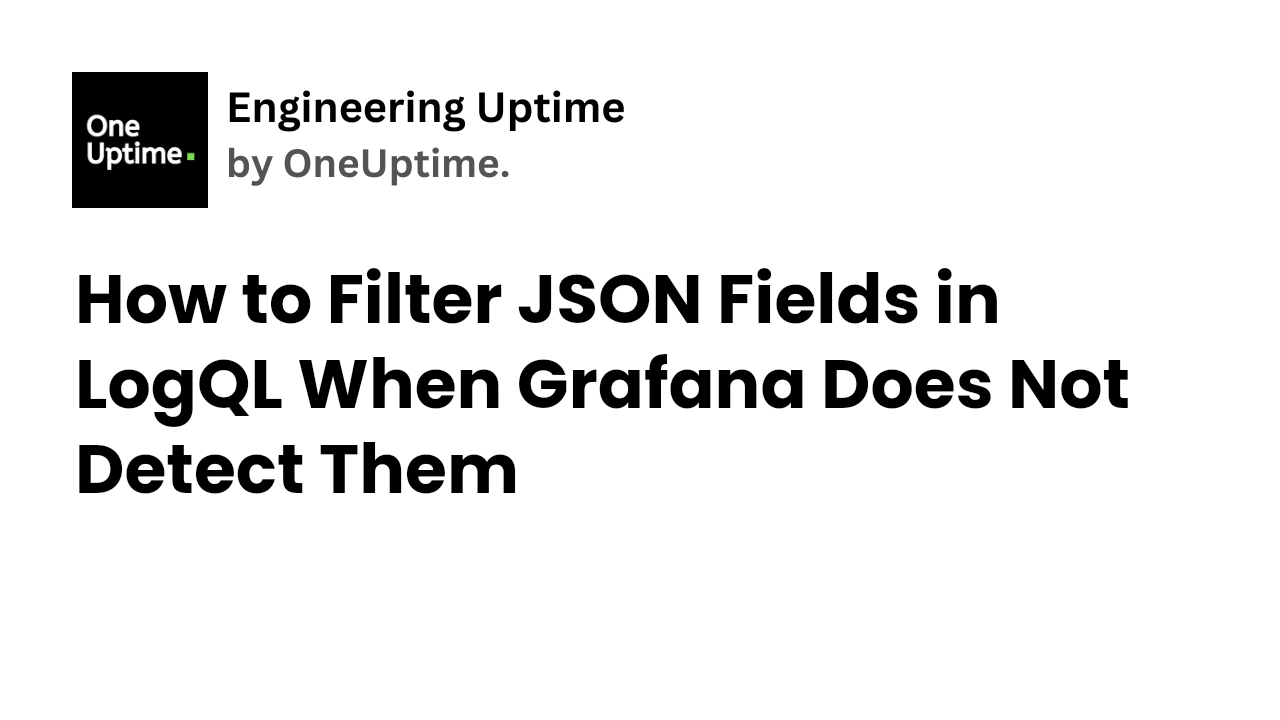 One
Uptime.
Engineering Uptime
by OneUptime.
How to Filter JSON Fields in
LogQL When Grafana Does Not
Detect Them